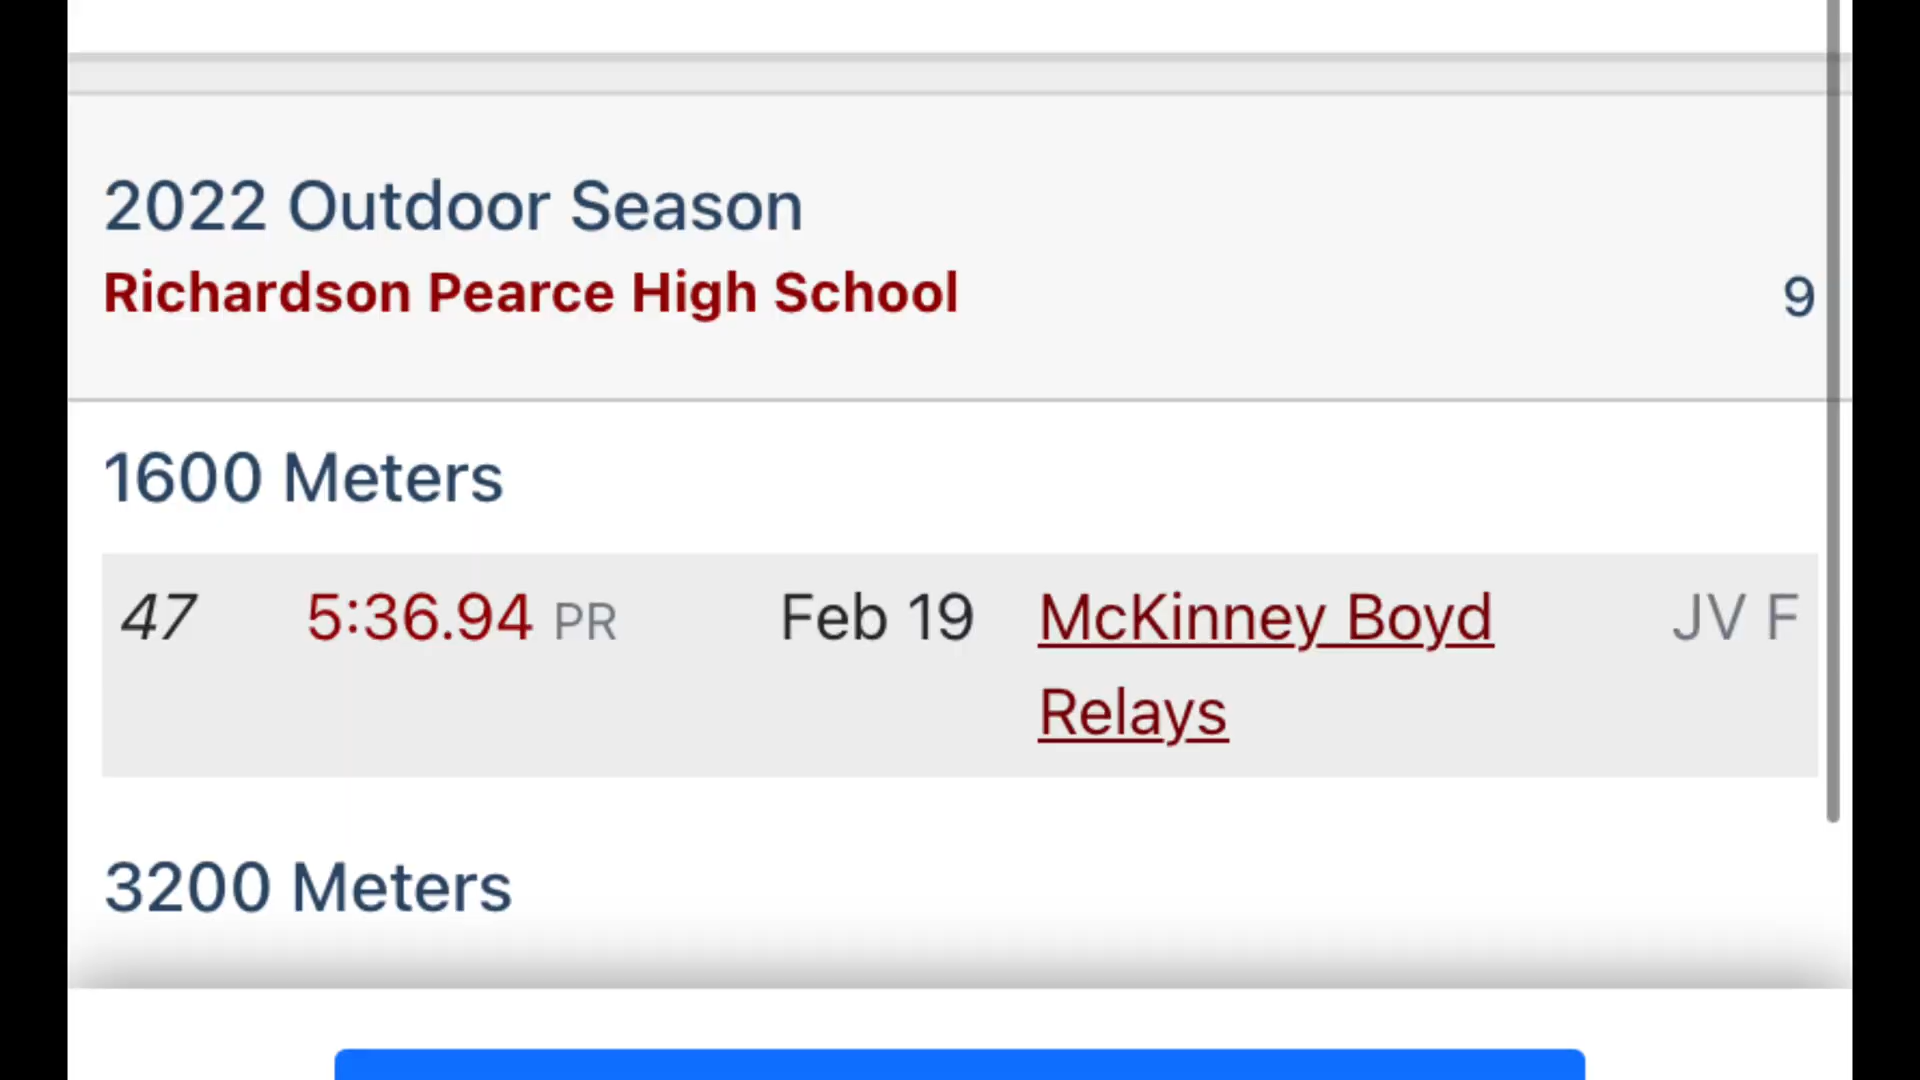 2022 Outdoor Season
Richardson Pearce High School 9
1600 Meters
47 5:36.94 PR Feb 19 McKinney Boyd JV F
Relays
3200 Meters